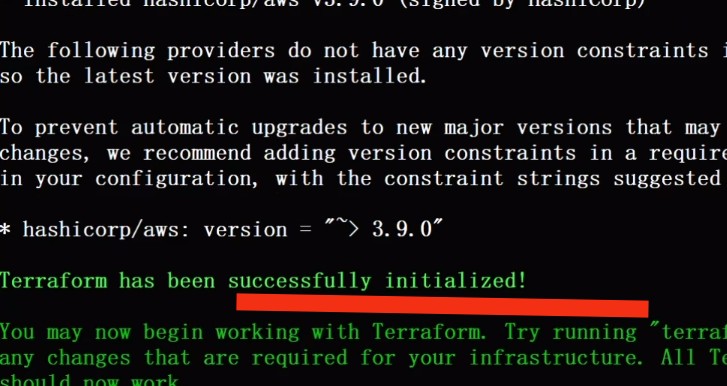 Installed hashicorp/aws v3.9.0 (signed by HashiCorp)
The following providers do not have any version constraints
so the latest version was installed.
To prevent automatic upgrades to new major versions that may
changes, we recommend adding version constraints in a require
in your configuration, with the constraint strings suggested
* hashicorp/aws: version = "~> 3.9.0"
Terraform has been successfully initialized!
You may now begin working with Terraform. Try running "terraf
any changes that are required for your infrastructure. All Te
should now work